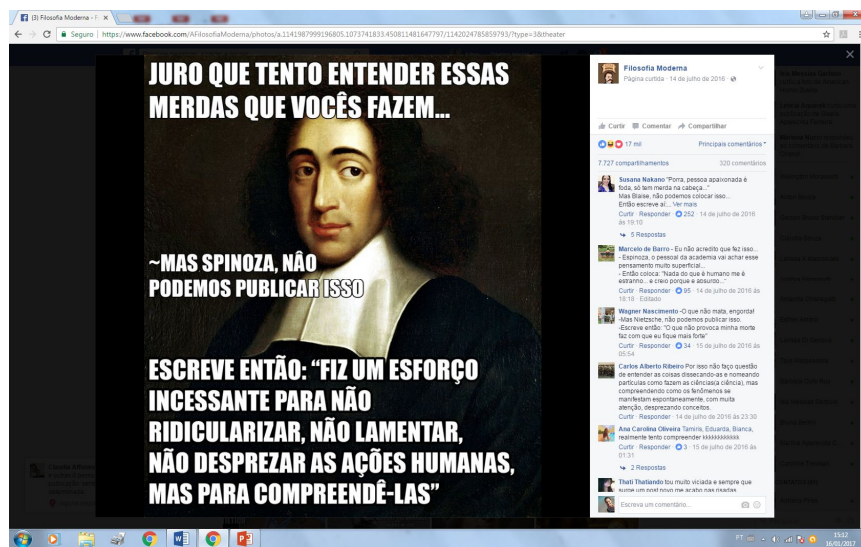 (3) Filosofia Moderna - F
Seguro
https://www.facebook.com/AFilosofiaModerna/photos/a.1141987999196805.1073741833.450811481647797/1142024785859793/?type=3&theater
JURO QUE TENTO ENTENDER ESSAS
MERDAS QUE VOCÊS FAZEM...
~MAS SPINOZA, NÂO
PODEMOS PUBLICAR ISSO
ESCREVE ENTÃO: “FIZ UM ESFORÇO
INCESSANTE PARA NÃO
RIDICULARIZAR, NÃO LAMENTAR,
NÃO DESPREZAR AS AÇÕES HUMANAS,
MAS PARA COMPREENDÊ-LAS”
Filosofia Moderna
Página curtida · 14 de julho de 2016 ·
Curtir Comentar Compartilhar
17 mil Principais comentários
7.727 compartilhamentos 320 comentários
Susana Nakano "Porra, pessoa apaixonada é
foda, só tem merda na cabeça..."
Mas Blaise, não podemos colocar isso...
Então escreve aí:... Ver mais
Curtir · Responder · 252 · 14 de julho de 2016
às 19:10
5 Respostas
Marcelo de Barro - Eu não acredito que fez isso...
- Espinoza, o pessoal da academia vai achar esse
pensamento muito superficial...
- Então coloca: "Nada do que é humano me é
estranho... e creio porque e absurdo..."
Curtir · Responder · 95 · 14 de julho de 2016 às
18:18 · Editado
Wagner Nascimento -O que não mata, engorda!
-Mas Nietzsche, não podemos publicar isso.
-Escreve então: "O que não provoca minha morte
faz com que eu fique mais forte"
Curtir · Responder · 34 · 15 de julho de 2016 às
05:54
Carlos Alberto Ribeiro Por isso não faço questão
de entender as coisas dissecando-as e nomeando
partículas como fazem as ciências(a ciência), mas
compreendendo como os fenômenos se
manifestam espontaneamente, com muita
atenção, desprezando conceitos.
Curtir · Responder · 14 de julho de 2016 às 23:30
Ana Carolina Oliveira Tamiris, Eduarda, Bianca,
realmente tento compreender kkkkkkkkkkkk
Curtir · Responder · 3 · 15 de julho de 2016 às
01:31
2 Respostas
Thati Thatiando tou muito viciada e sempre que
surge um post novo me acabo nas risadas
Escreva um comentário...
PT
15:12
16/01/2017